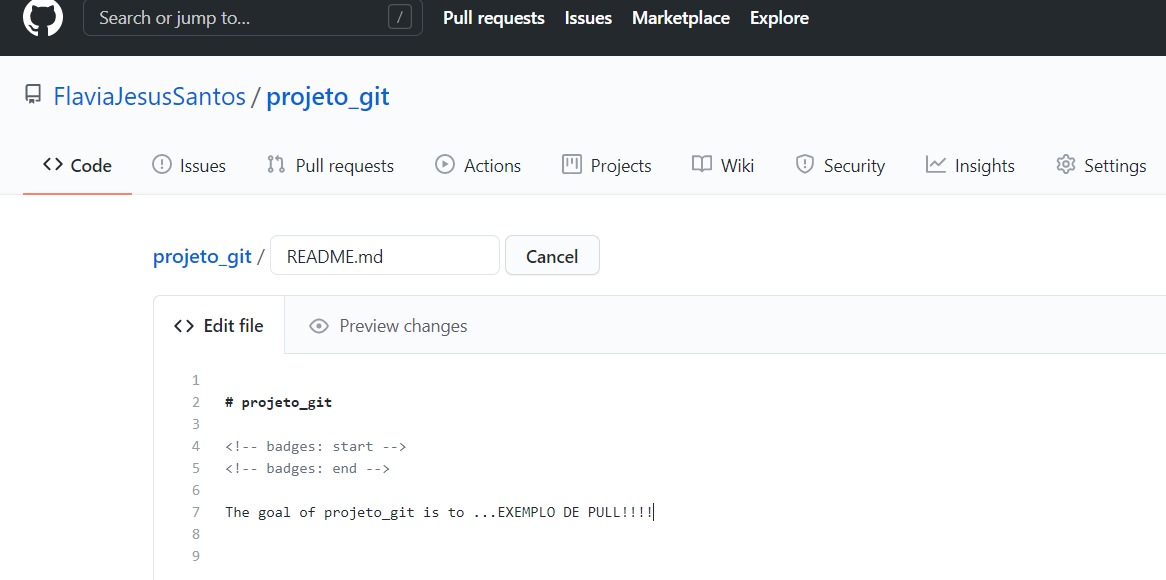 Search or jump to... /
Pull requests Issues Marketplace Explore
FlaviaJesusSantos / projeto_git
Code Issues Pull requests Actions Projects Wiki Security Insights Settings
projeto_git / README.md Cancel
Edit file Preview changes
1
2 # projeto_git
3
4 <!-- badges: start -->
5 <!-- badges: end -->
6
7 The goal of projeto_git is to ...EXEMPLO DE PULL!!!!
8
9